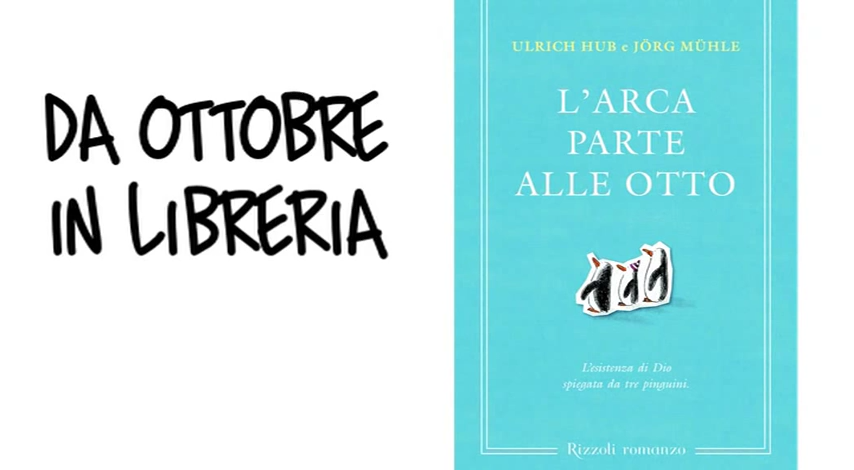 DA OTTOBRE
IN LIBRERIA
ULRICH HUB e JÖRG MÜHLE
L'ARCA
PARTE
ALLE OTTO
L'esistenza di Dio
spiegata da tre pinguini.
Rizzoli romanzo